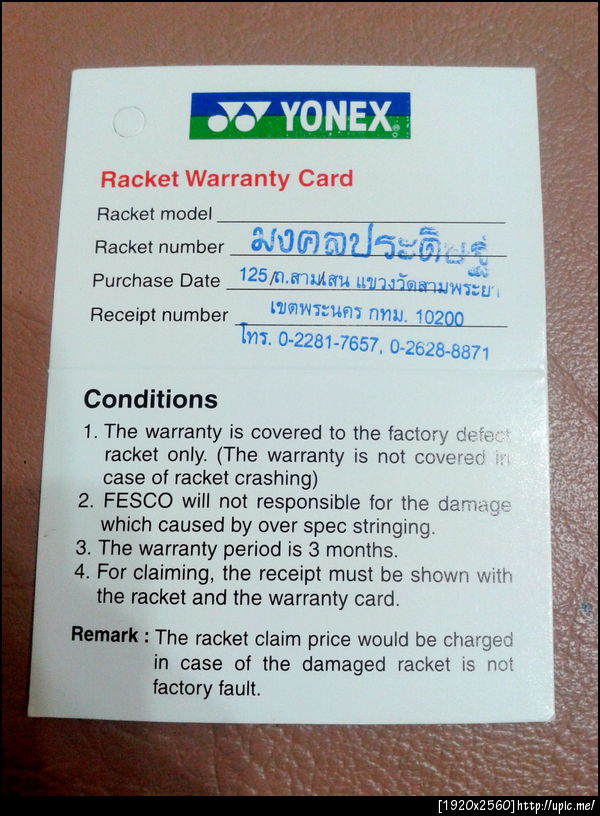 YONEX
Racket Warranty Card
Racket model
Racket number
มงคลประดิษฐ์
Purchase Date
125/ถ.สามเสน แขวงวัดสามพระยา
Receipt number
เขตพระนคร กทม. 10200
โทร. 0-2281-7657, 0-2628-8871
Conditions
1. The warranty is covered to the factory defect
racket only. (The warranty is not covered in
case of racket crashing)
2. FESCO will not responsible for the damage
which caused by over spec stringing.
3. The warranty period is 3 months.
4. For claiming, the receipt must be shown with
the racket and the warranty card.
Remark : The racket claim price would be charged
in case of the damaged racket is not
factory fault.
[1920x2560]http://upic.me/